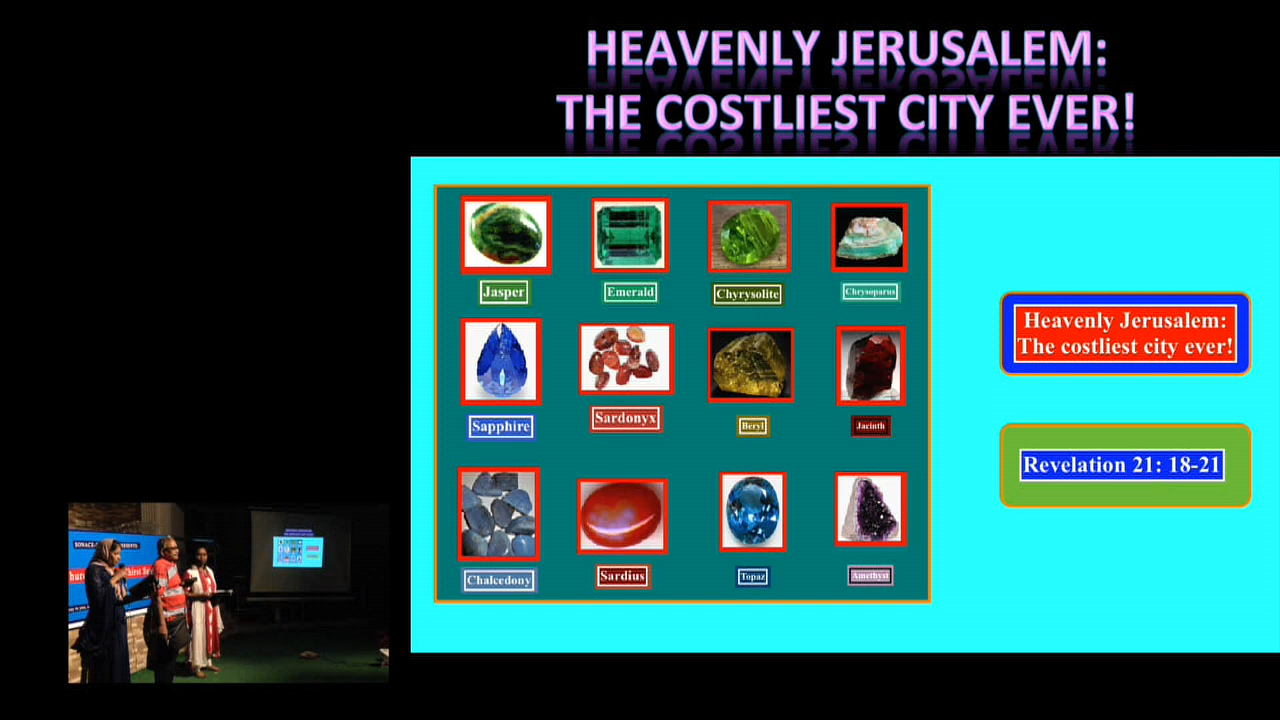 HEAVENLY JERUSALEM:
THE COSTLIEST CITY EVER!
Jasper
Emerald
Chyrysolite
Chrysoparus
Sapphire
Sardonyx
Beryl
Jacinth
Chalcedony
Sardius
Topaz
Amethyst
Heavenly Jerusalem:
The costliest city ever!
Revelation 21: 18-21